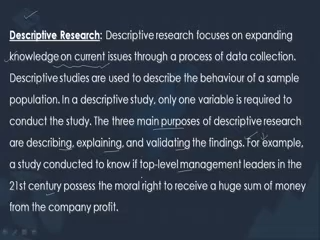 Descriptive Research: Descriptive research focuses on expanding
knowledge on current issues through a process of data collection.
Descriptive studies are used to describe the behaviour of a sample
population. In a descriptive study, only one variable is required to
conduct the study. The three main purposes of descriptive research
are describing, explaining, and validating the findings. For example,
a study conducted to know if top-level management leaders in the
21st century possess the moral right to receive a huge sum of money
from the company profit.